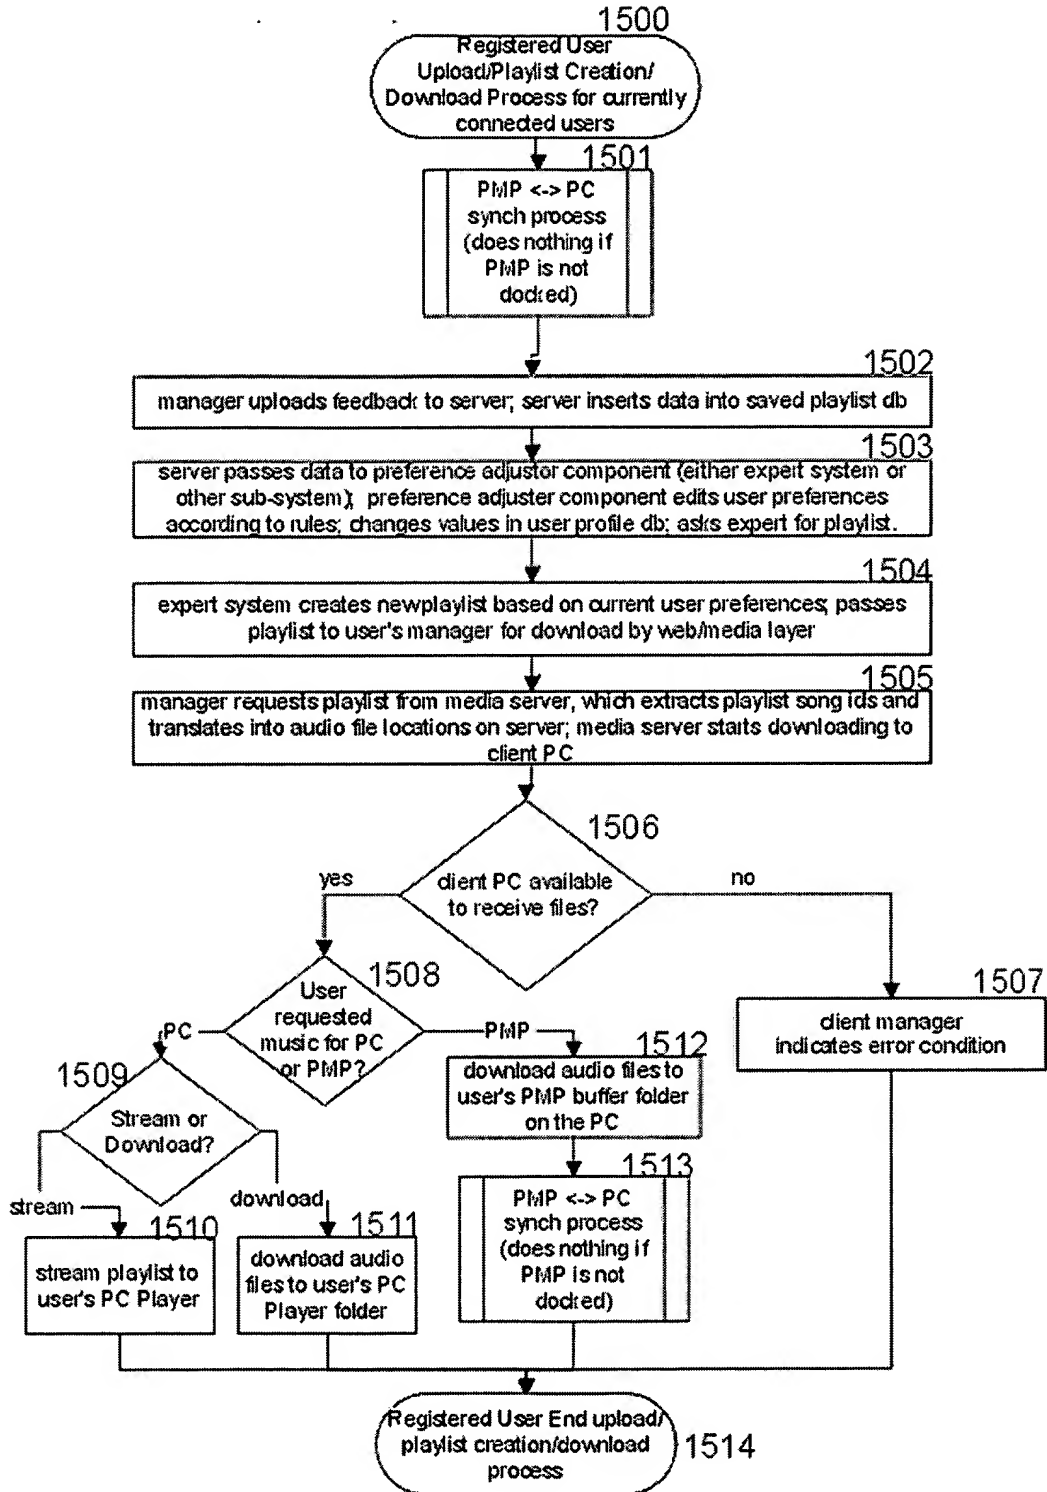 1500
Registered User
Upload/Playlist Creation/
Download Process for currently
connected users
1501
PMP <-> PC
synch process
(does nothing if
PMP is not
docked)
1502
manager uploads feedback to server; server inserts data into saved playlist db
1503
server passes data to preference adjustor component (either expert system or
other sub-system); preference adjuster component edits user preferences
according to rules; changes values in user profile db; asks expert for playlist.
1504
expert system creates newplaylist based on current user preferences; passes
playlist to user's manager for download by web/media layer
1505
manager requests playlist from media server, which extracts playlist song ids and
translates into audio file locations on server; media server starts downloading to
client PC
1506
client PC available
to receive files?
yes
no
1508
User
requested
music for PC
or PMP?
1507
client manager
indicates error condition
PC
PMP
1509
Stream or
Download?
1512
download audio files to
user's PMP buffer folder
on the PC
stream
download
1510
stream playlist to
user's PC Player
1511
download audio
files to user's PC
Player folder
1513
PMP <-> PC
synch process
(does nothing if
PMP is not
docked)
Registered User End upload/
playlist creation/download
process
1514